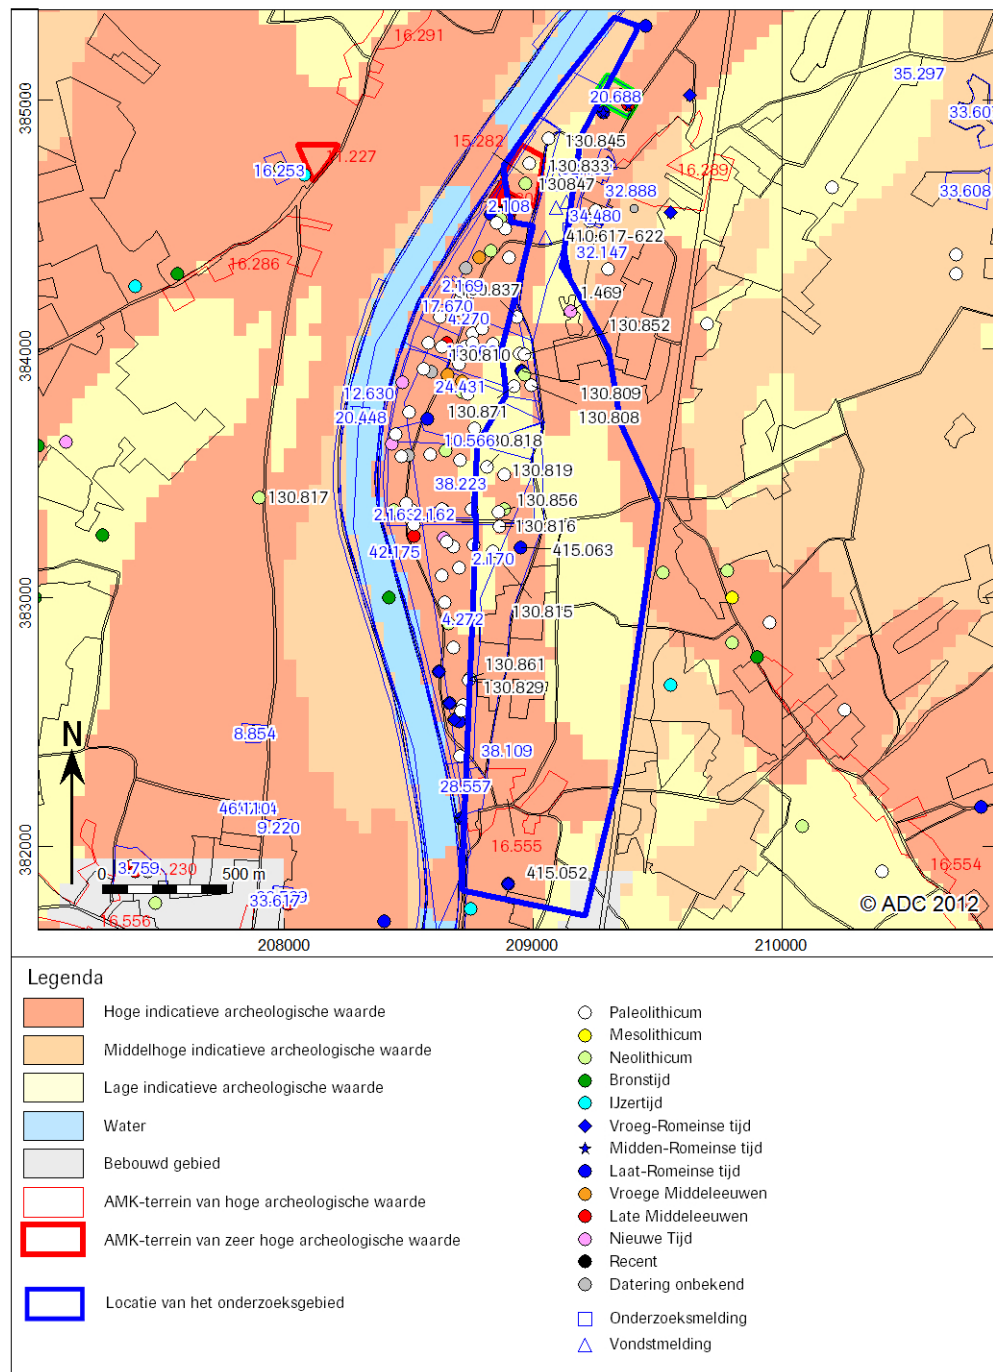 16.291
35.297
385000
20.688
33.607
15.282
130.845
11.227
16.253
130.833
16.289
130847
32.888
33.608
2.108
34.480
410.617-622
16.286
32.147
2.169
1.469
17.670
4.270
130.852
384000
130.810
130.809
24.431
12.630
130.808
20.448
130.871
10.566
130.819
38.223
130.817
130.856
2.162
130.816
42.175
2.170
415.063
383000
4.272
130.815
130.861
130.829
N
8.854
38.109
28.557
9.220
16.555
382000
0
500 m
3.759
415.052
16.554
33.617
16.556
© ADC 2012
208000
209000
210000
Legenda
Hoge indicatieve archeologische waarde
Middelhoge indicatieve archeologische waarde
Lage indicatieve archeologische waarde
Water
Bebouwd gebied
AMK-terrein van hoge archeologische waarde
AMK-terrein van zeer hoge archeologische waarde
Locatie van het onderzoeksgebied
Paleolithicum
Mesolithicum
Neolithicum
Bronstijd
IJzertijd
Vroeg-Romeinse tijd
Midden-Romeinse tijd
Laat-Romeinse tijd
Vroege Middeleeuwen
Late Middeleeuwen
Nieuwe Tijd
Recent
Datering onbekend
Onderzoeksmelding
Vondstmelding